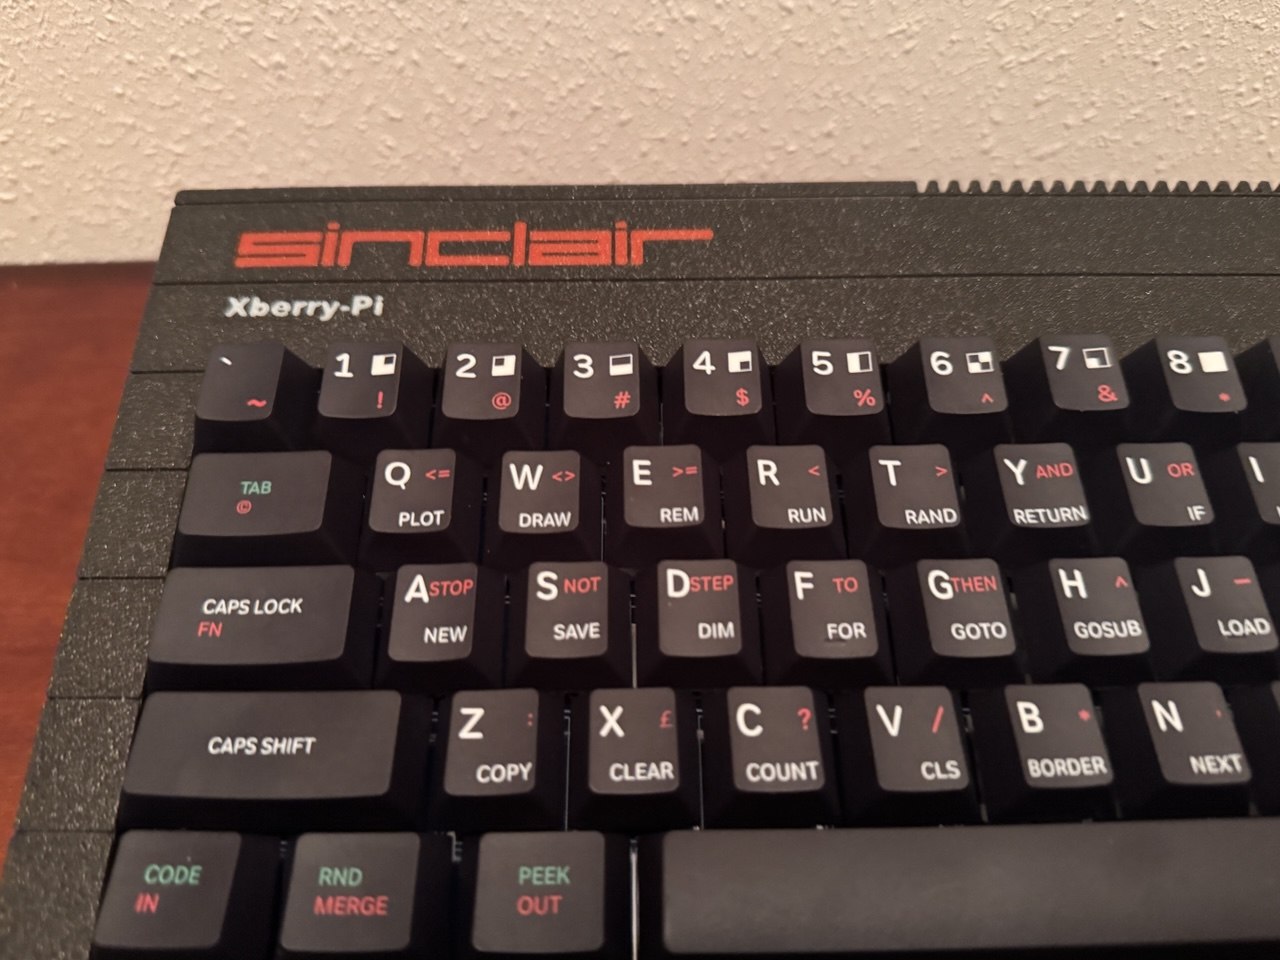 sinclair
Xberry-Pi
` 1 2 3 4 5 6 7 8
~ ! @ # $ % ^ & *
TAB Q <= W <> E >= R < T > Y AND U OR I
© PLOT DRAW REM RUN RAND RETURN IF
CAPS LOCK A STOP S NOT D STEP F TO G THEN H ^ J −
FN NEW SAVE DIM FOR GOTO GOSUB LOAD
Z : X £ C ? V / B * N .
CAPS SHIFT COPY CLEAR COUNT CLS BORDER NEXT
CODE RND PEEK
IN MERGE OUT